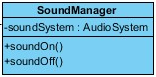 SoundManager
-soundSystem : AudioSystem
+soundOn()
+soundOff()